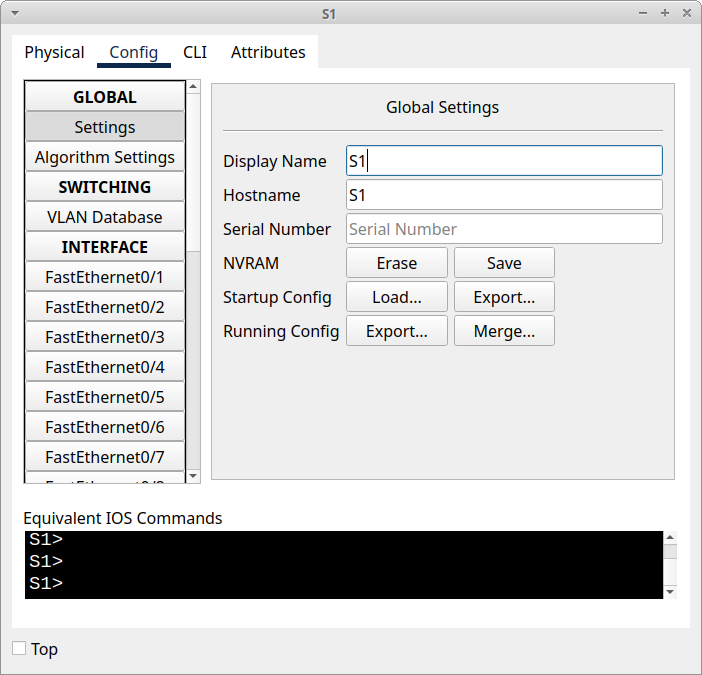 S1
Physical Config CLI Attributes
GLOBAL
Settings
Algorithm Settings
SWITCHING
VLAN Database
INTERFACE
FastEthernet0/1
FastEthernet0/2
FastEthernet0/3
FastEthernet0/4
FastEthernet0/5
FastEthernet0/6
FastEthernet0/7
Global Settings
Display Name S1
Hostname S1
Serial Number Serial Number
NVRAM Erase Save
Startup Config Load... Export...
Running Config Export... Merge...
Equivalent IOS Commands
S1>
S1>
S1>
Top